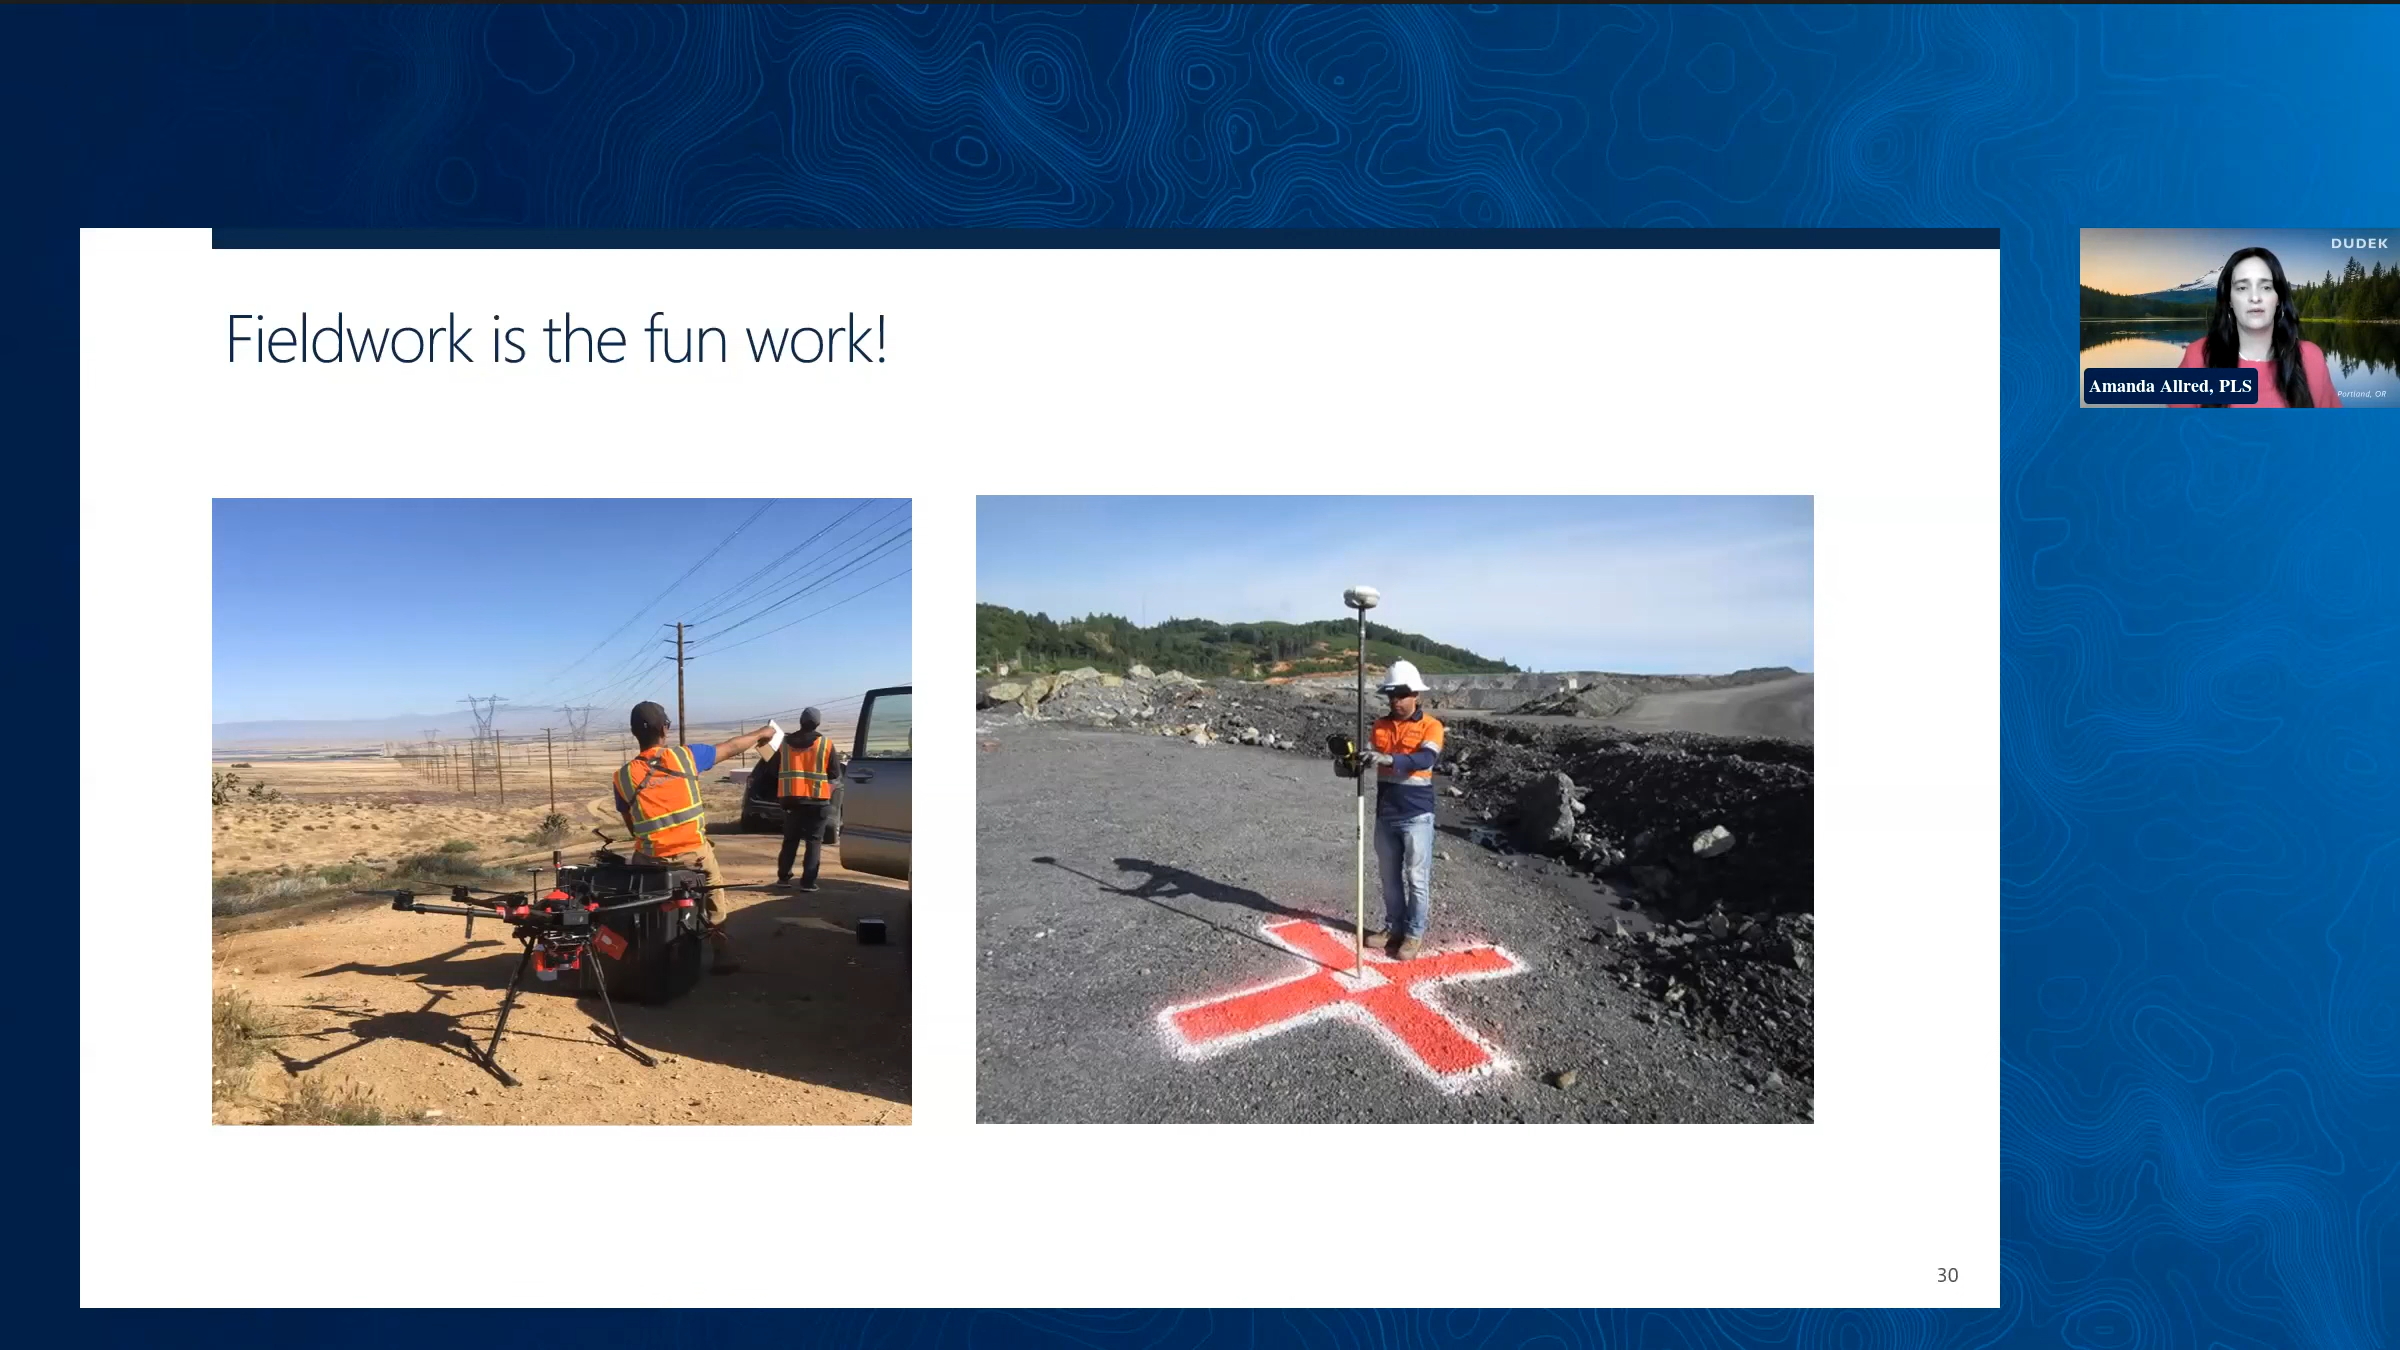 Fieldwork is the fun work!
DUDEK
Amanda Allred, PLS
Portland, OR
30